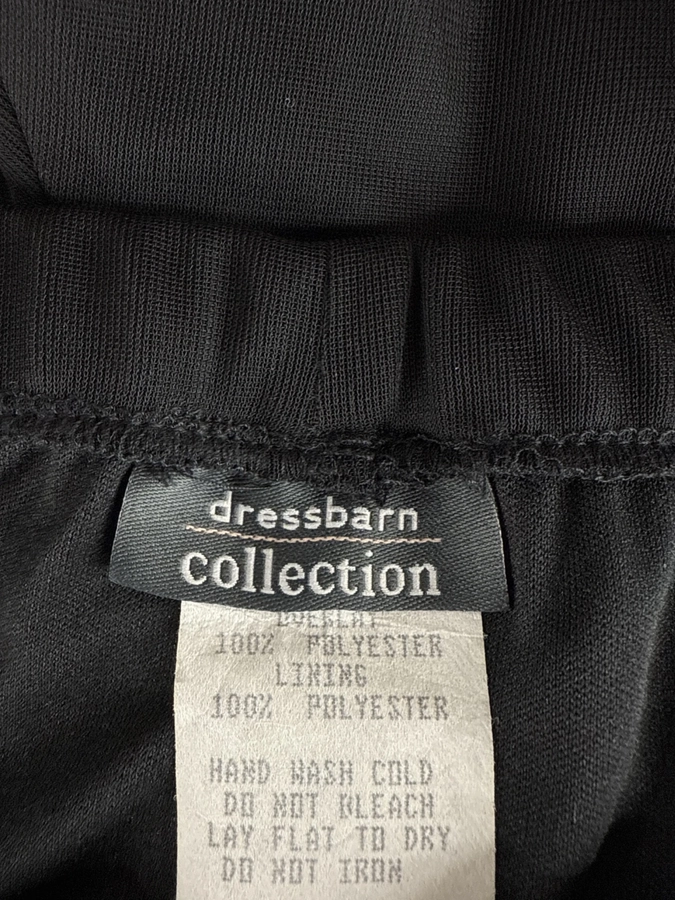 dressbarn
collection
OVERLAY
100% POLYESTER
LINING
100% POLYESTER
HAND WASH COLD
DO NOT BLEACH
LAY FLAT TO DRY
DO NOT IRON